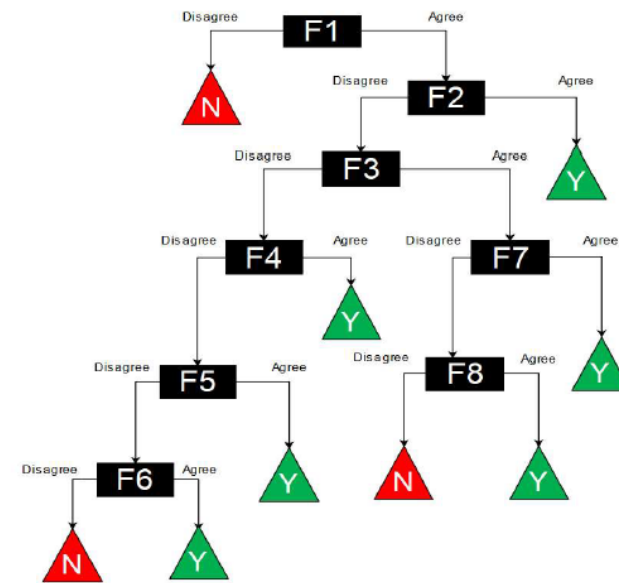 Disagree F1 Agree
N
Disagree F2 Agree
Y
Disagree F3 Agree
Disagree F4 Agree
Y
Disagree F7 Agree
Y
Disagree F5 Agree
Y
Disagree F8 Agree
N Y
Disagree F6 Agree
N Y